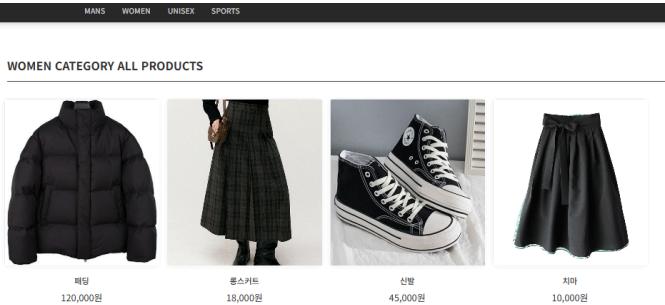 MANS WOMEN UNISEX SPORTS
WOMEN CATEGORY ALL PRODUCTS
패딩 롱스커트 신발 치마
120,000원 18,000원 45,000원 10,000원